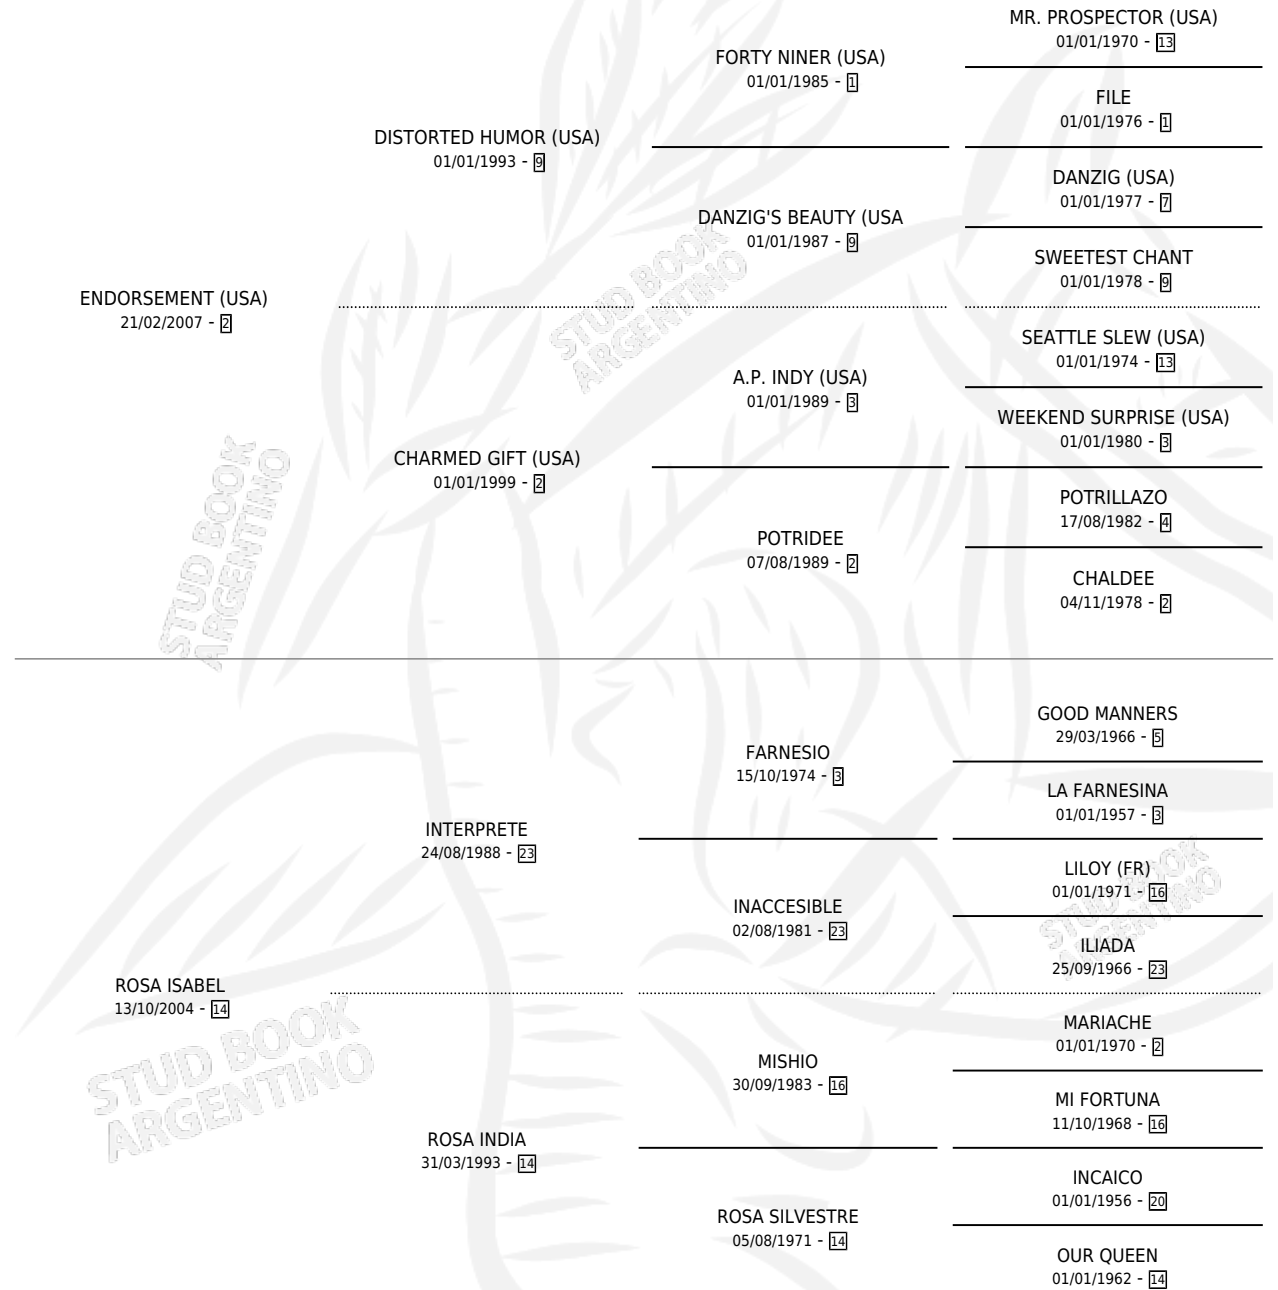 MR. PROSPECTOR (USA)
01/01/1970 - 13
FORTY NINER (USA)
01/01/1985 - 1
FILE
01/01/1976 - 1
DISTORTED HUMOR (USA)
01/01/1993 - 9
DANZIG (USA)
01/01/1977 - 7
DANZIG'S BEAUTY (USA
01/01/1987 - 9
SWEETEST CHANT
01/01/1978 - 9
ENDORSEMENT (USA)
21/02/2007 - 2
SEATTLE SLEW (USA)
01/01/1974 - 13
A.P. INDY (USA)
01/01/1989 - 3
WEEKEND SURPRISE (USA)
01/01/1980 - 3
CHARMED GIFT (USA)
01/01/1999 - 2
POTRILLAZO
17/08/1982 - 4
POTRIDEE
07/08/1989 - 2
CHALDEE
04/11/1978 - 2
GOOD MANNERS
29/03/1966 - 5
FARNESIO
15/10/1974 - 3
LA FARNESINA
01/01/1957 - 3
INTERPRETE
24/08/1988 - 23
LILOY (FR)
01/01/1971 - 16
INACCESIBLE
02/08/1981 - 23
ILIADA
25/09/1966 - 23
ROSA ISABEL
13/10/2004 - 14
MARIACHE
01/01/1970 - 2
MISHIO
30/09/1983 - 16
MI FORTUNA
11/10/1968 - 16
ROSA INDIA
31/03/1993 - 14
INCAICO
01/01/1956 - 20
ROSA SILVESTRE
05/08/1971 - 14
OUR QUEEN
01/01/1962 - 14
STUD BOOK
ARGENTINO
STUD BOOK
ARGENTINO
STUD BOOK
ARGENTINO
STUD BOOK
ARGENTINO